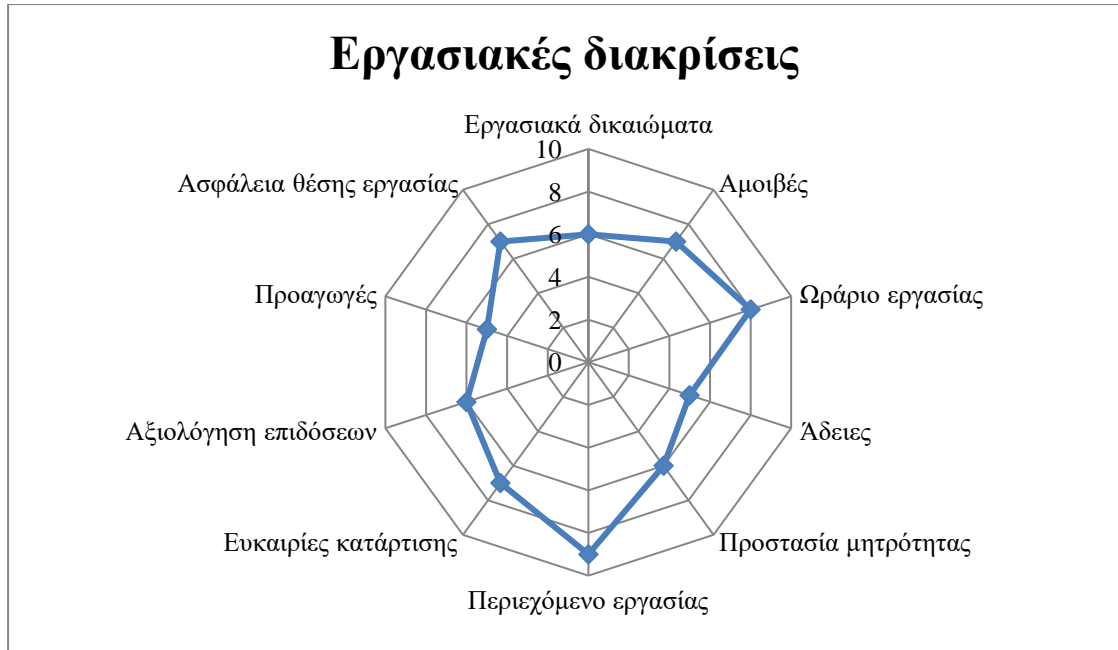 Εργασιακές διακρίσεις
Εργασιακά δικαιώματα
Αμοιβές
Ωράριο εργασίας
Άδειες
Προστασία μητρότητας
Περιεχόμενο εργασίας
Ευκαιρίες κατάρτισης
Αξιολόγηση επιδόσεων
Προαγωγές
Ασφάλεια θέσης εργασίας
10
8
6
4
2
0